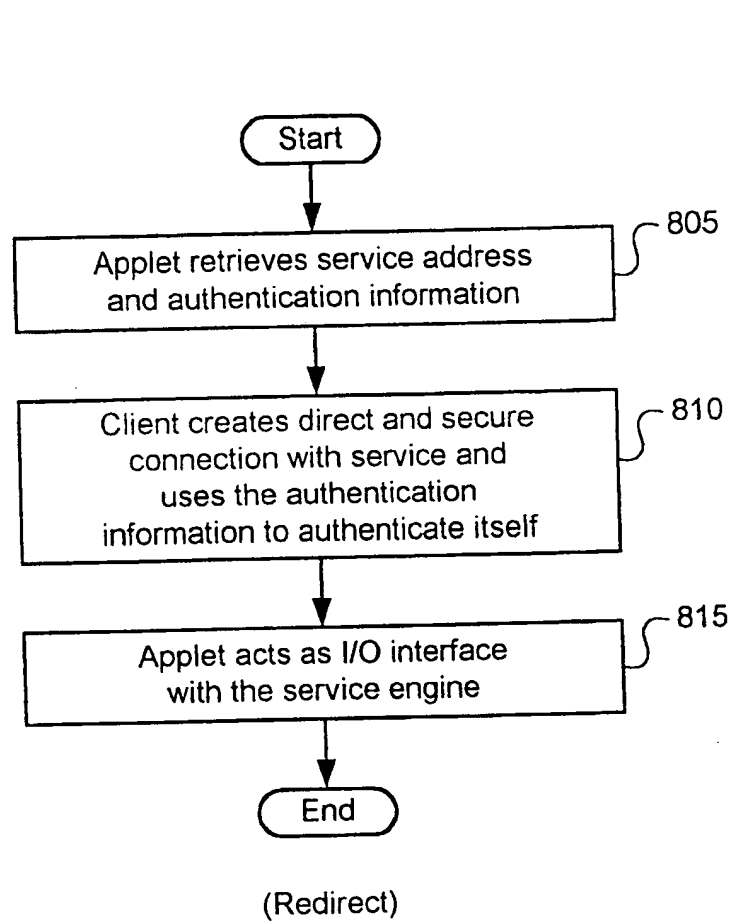 Start
805
Applet retrieves service address
and authentication information
810
Client creates direct and secure
connection with service and
uses the authentication
information to authenticate itself
815
Applet acts as I/O interface
with the service engine
End
(Redirect)